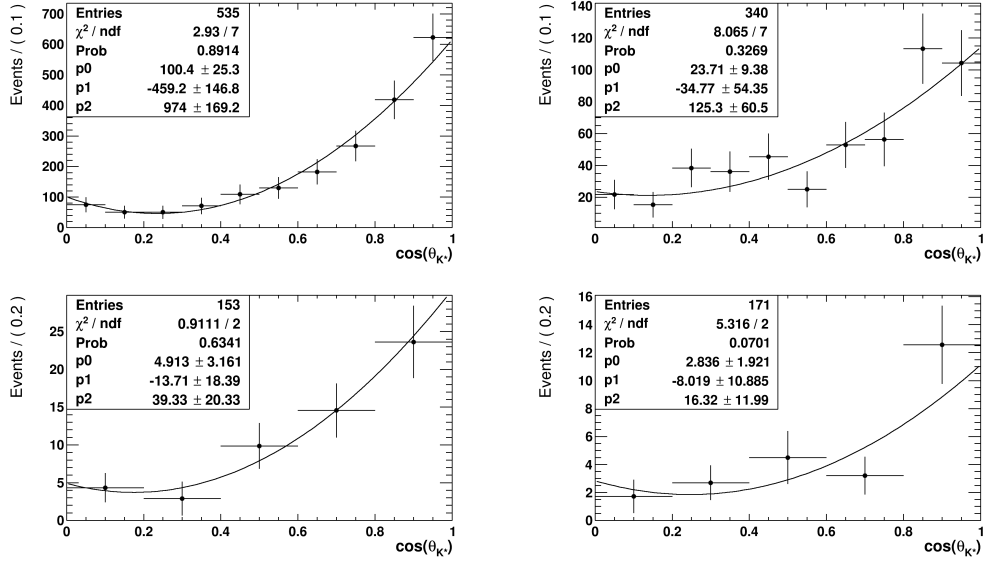 Entries 535
χ² / ndf 2.93 / 7
Prob 0.8914
p0 100.4 ± 25.3
p1 -459.2 ± 146.8
p2 974 ± 169.2
Events / ( 0.1 )
700
600
500
400
300
200
100
0
0 0.2 0.4 0.6 0.8 1
cos(θK*)
Entries 340
χ² / ndf 8.065 / 7
Prob 0.3269
p0 23.71 ± 9.38
p1 -34.77 ± 54.35
p2 125.3 ± 60.5
Events / ( 0.1 )
140
120
100
80
60
40
20
0 0.2 0.4 0.6 0.8 1
cos(θK*)
Entries 153
χ² / ndf 0.9111 / 2
Prob 0.6341
p0 4.913 ± 3.161
p1 -13.71 ± 18.39
p2 39.33 ± 20.33
Events / ( 0.2 )
25
20
15
10
5
0
0 0.2 0.4 0.6 0.8 1
cos(θK*)
Entries 171
χ² / ndf 5.316 / 2
Prob 0.0701
p0 2.836 ± 1.921
p1 -8.019 ± 10.885
p2 16.32 ± 11.99
Events / ( 0.2 )
16
14
12
10
8
6
4
2
0
0 0.2 0.4 0.6 0.8 1
cos(θK*)